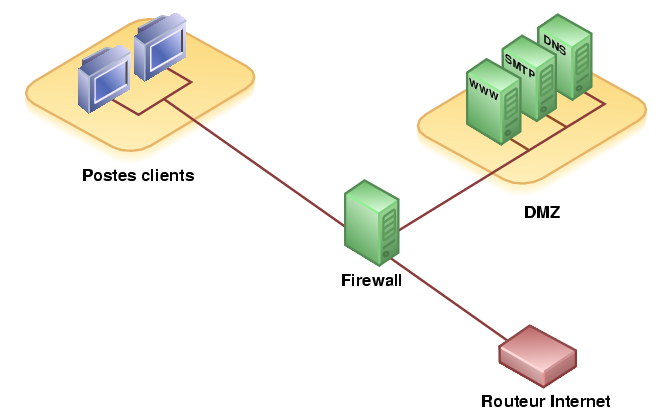 DNS
SMTP
WWW
Postes clients
DMZ
Firewall
Routeur Internet